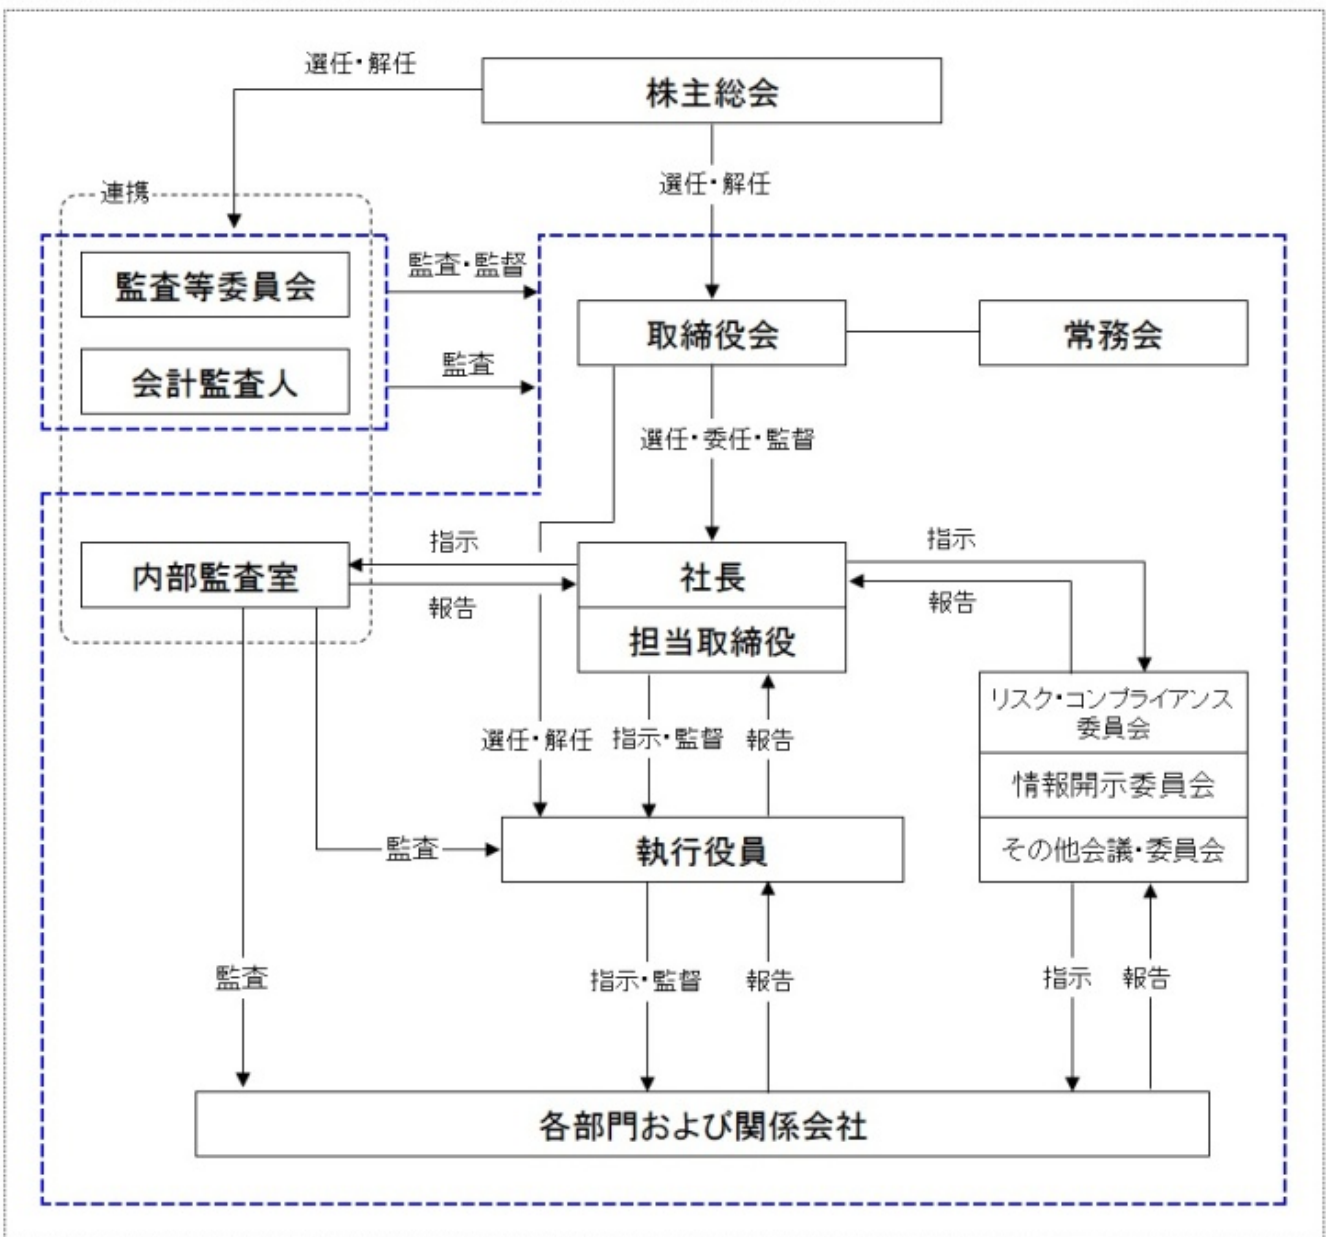 選任・解任
株主総会
選任・解任
連携
監査等委員会
監査・監督
会計監査人
監査
取締役会
常務会
選任・委任・監督
指示
指示
内部監査室
社長
報告
報告
担当取締役
リスク・コンプライアンス
委員会
選任・解任
指示・監督
報告
情報開示委員会
監査
執行役員
その他会議・委員会
監査
指示・監督
報告
指示
報告
各部門および関係会社